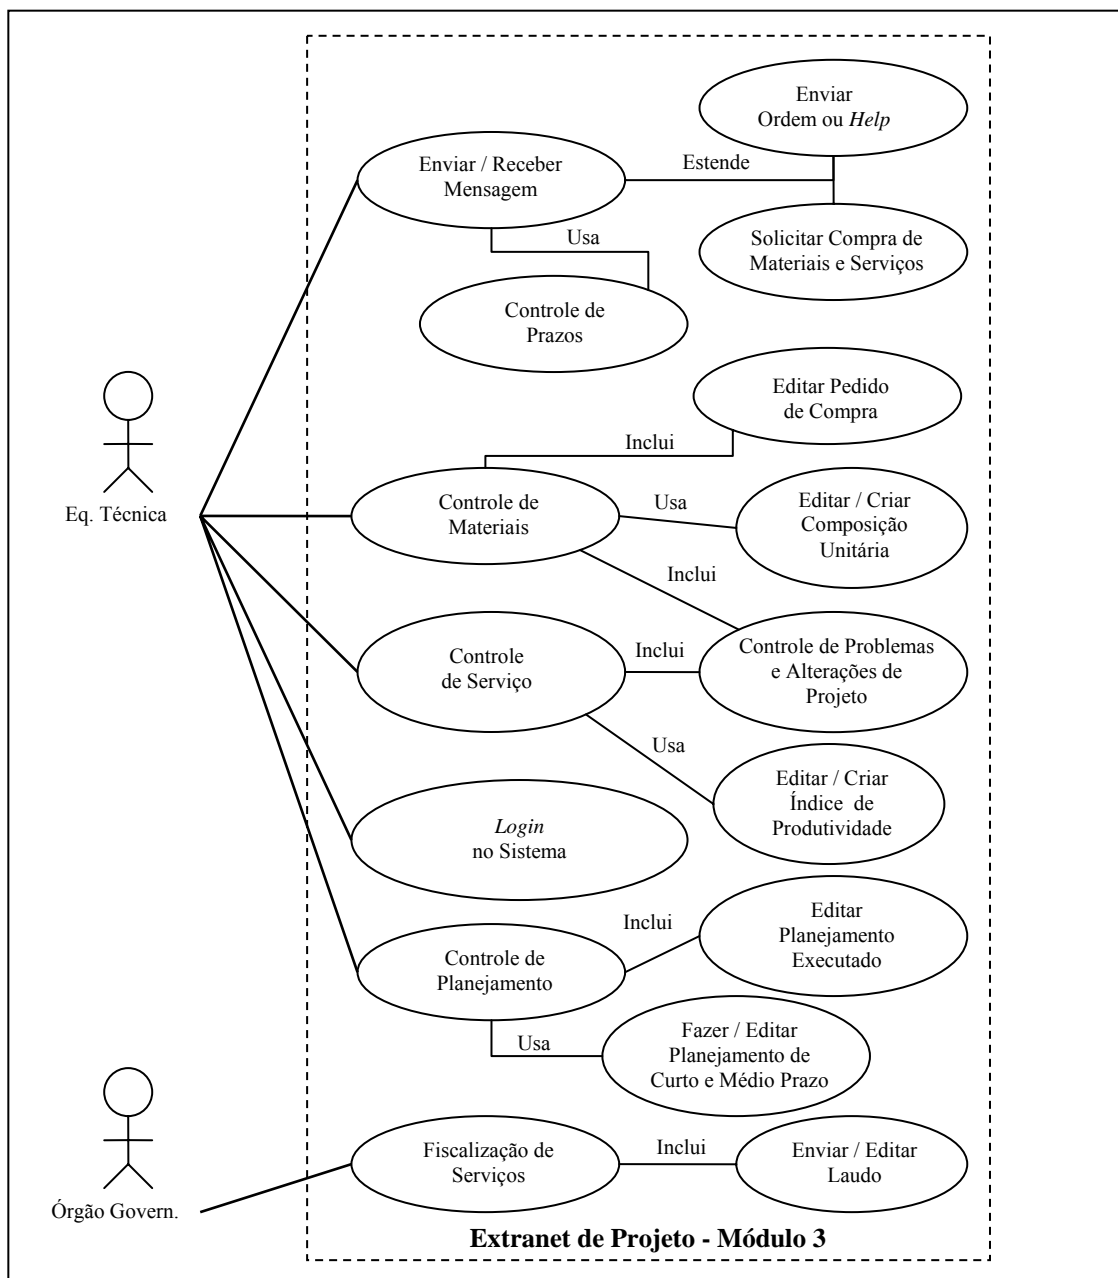 Enviar
Ordem ou Help
Enviar / Receber
Mensagem
Estende
Solicitar Compra de
Materiais e Serviços
Usa
Controle de
Prazos
Editar Pedido
de Compra
Inclui
Eq. Técnica
Controle de
Materiais
Usa
Editar / Criar
Composição
Unitária
Inclui
Controle
de Serviço
Inclui
Controle de Problemas
e Alterações de
Projeto
Usa
Editar / Criar
Índice de
Produtividade
Login
no Sistema
Controle de
Planejamento
Inclui
Editar
Planejamento
Executado
Usa
Fazer / Editar
Planejamento de
Curto e Médio Prazo
Órgão Govern.
Fiscalização de
Serviços
Inclui
Enviar / Editar
Laudo
Extranet de Projeto - Módulo 3